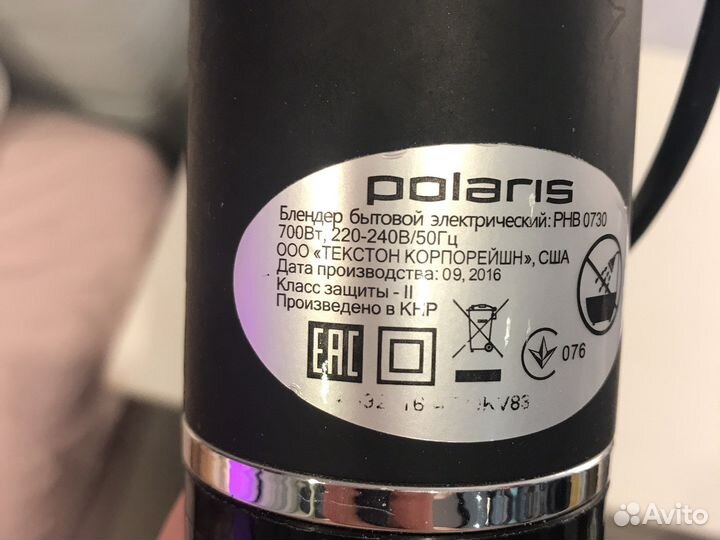 polaris
Блендер бытовой электрический: PHB 0730
700Вт, 220-240В/50Гц
ООО «ТЕКСТОН КОРПОРЕЙШН», США
Дата производства: 09, 2016
Класс защиты - II
Произведено в КНР
EAC
076
Avito